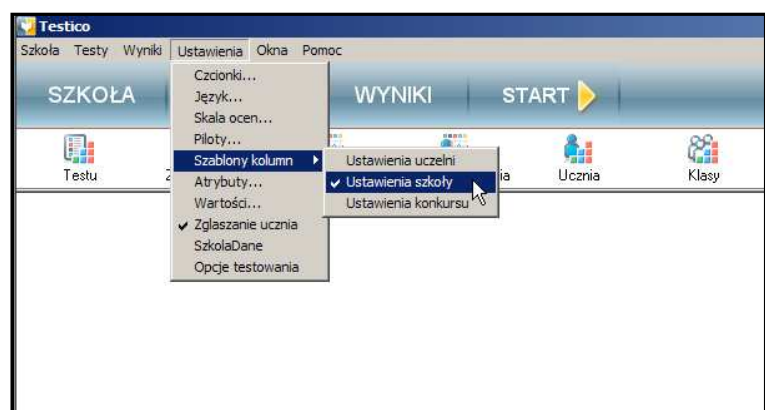 Testico
Szkoła Testy Wyniki Ustawienia Okna Pomoc
SZKOŁA WYNIKI START
Czcionki...
Język...
Skala ocen...
Piloty...
Szablony kolumn
Atrybuty...
Wartości...
Zglaszanie ucznia
SzkolaDane
Opcje testowania
Ustawienia uczelni
Ustawienia szkoły
Ustawienia konkursu
Testu Ucznia Klasy